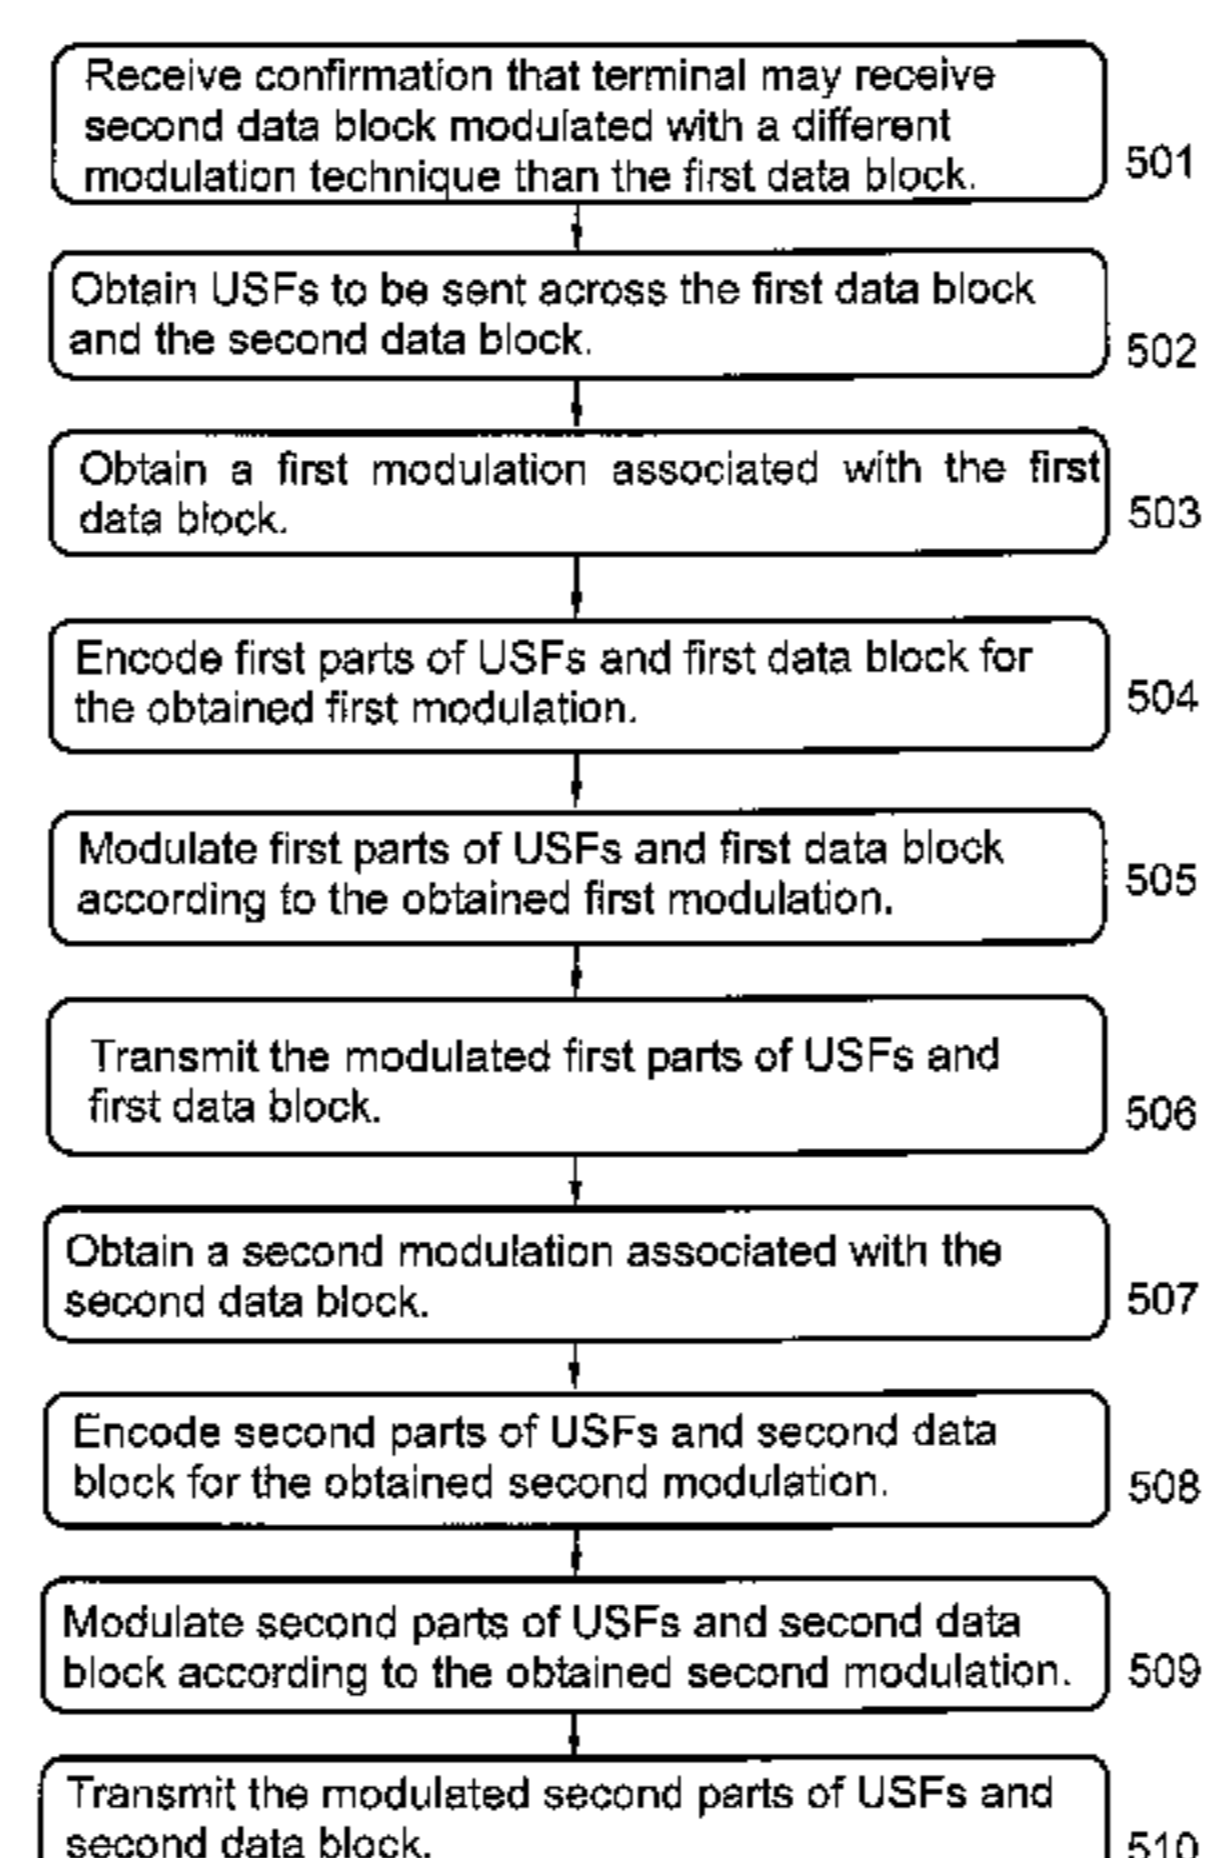 Receive confirmation that terminal may receive
second data block modulated with a different
modulation technique than the first data block.
501
Obtain USFs to be sent across the first data block
and the second data block.
502
Obtain a first modulation associated with the first
data block.
503
Encode first parts of USFs and first data block for
the obtained first modulation.
504
Modulate first parts of USFs and first data block
according to the obtained first modulation.
505
Transmit the modulated first parts of USFs and
first data block.
506
Obtain a second modulation associated with the
second data block.
507
Encode second parts of USFs and second data
block for the obtained second modulation.
508
Modulate second parts of USFs and second data
block according to the obtained second modulation.
509
Transmit the modulated second parts of USFs and
second data block.
510